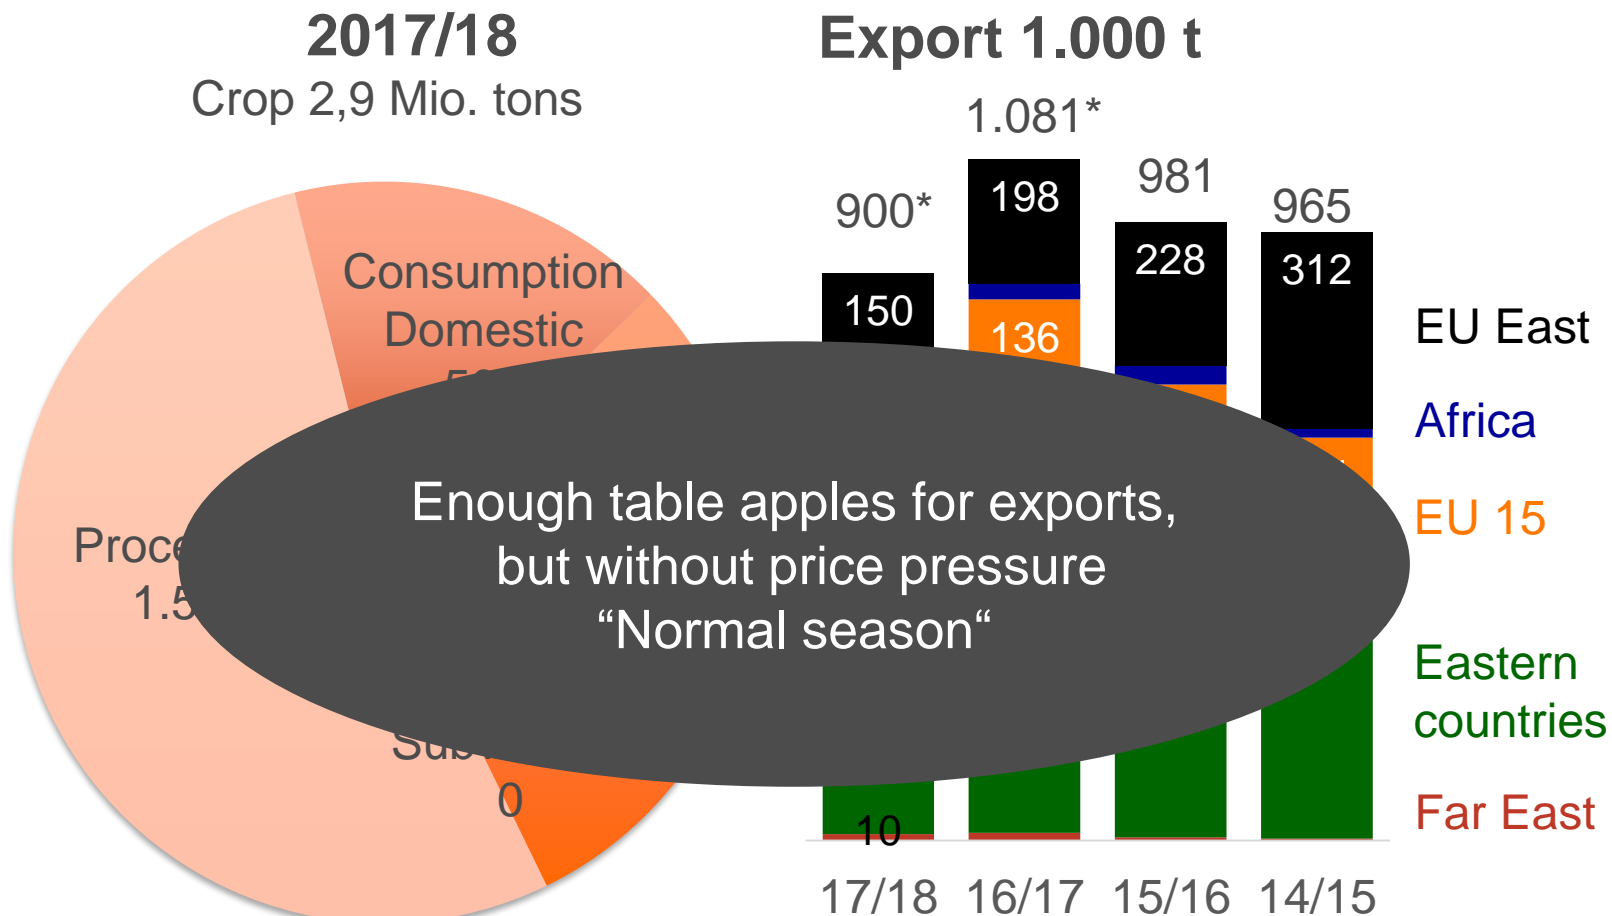 2017/18
Crop 2,9 Mio. tons
Consumption
Domestic
0
Export 1.000 t
900*
1.081*
981
965
150
198
228
312
136
10
17/18 16/17 15/16 14/15
EU East
Africa
EU 15
Eastern
countries
Far East
Enough table apples for exports,
but without price pressure
“Normal season“